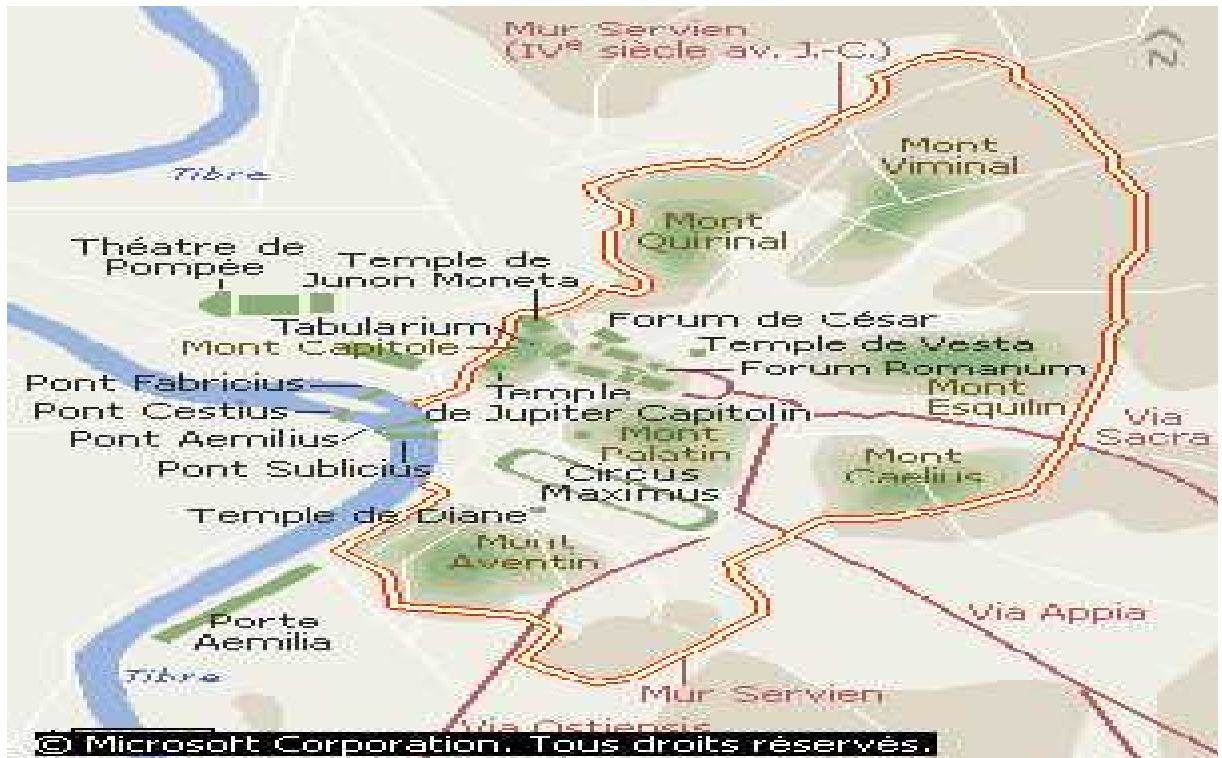 Mur Servien
(IVe siècle av. J.-C.)
N
Mont
Viminal
Tibre
Mont
Quirinal
Théatre de
Pompée
Temple de
Junon Moneta
Tabularium
Forum de César
Mont Capitole
Temple de Vesta
Forum Romanum
Pont Fabricius
Temple
de Jupiter Capitolin
Mont
Esquilin
Pont Cestius
Via
Sacra
Pont Aemilius
Mont
Palatin
Pont Sublicius
Circus
Maximus
Mont
Caelius
Temple de Diane
Mont
Aventin
Porte
Aemilia
Via Appia
Tibre
Mur Servien
Via Ostiensis
© Microsoft Corporation. Tous droits réservés.